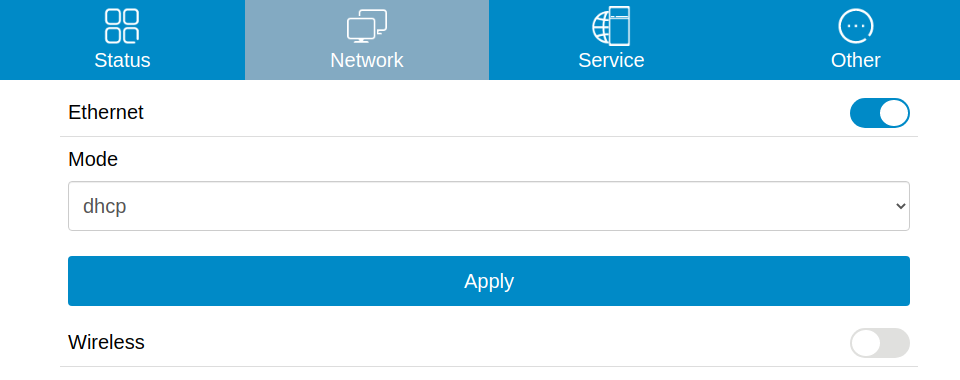 Status
Network
Service
Other
Ethernet
Mode
dhcp
Apply
Wireless